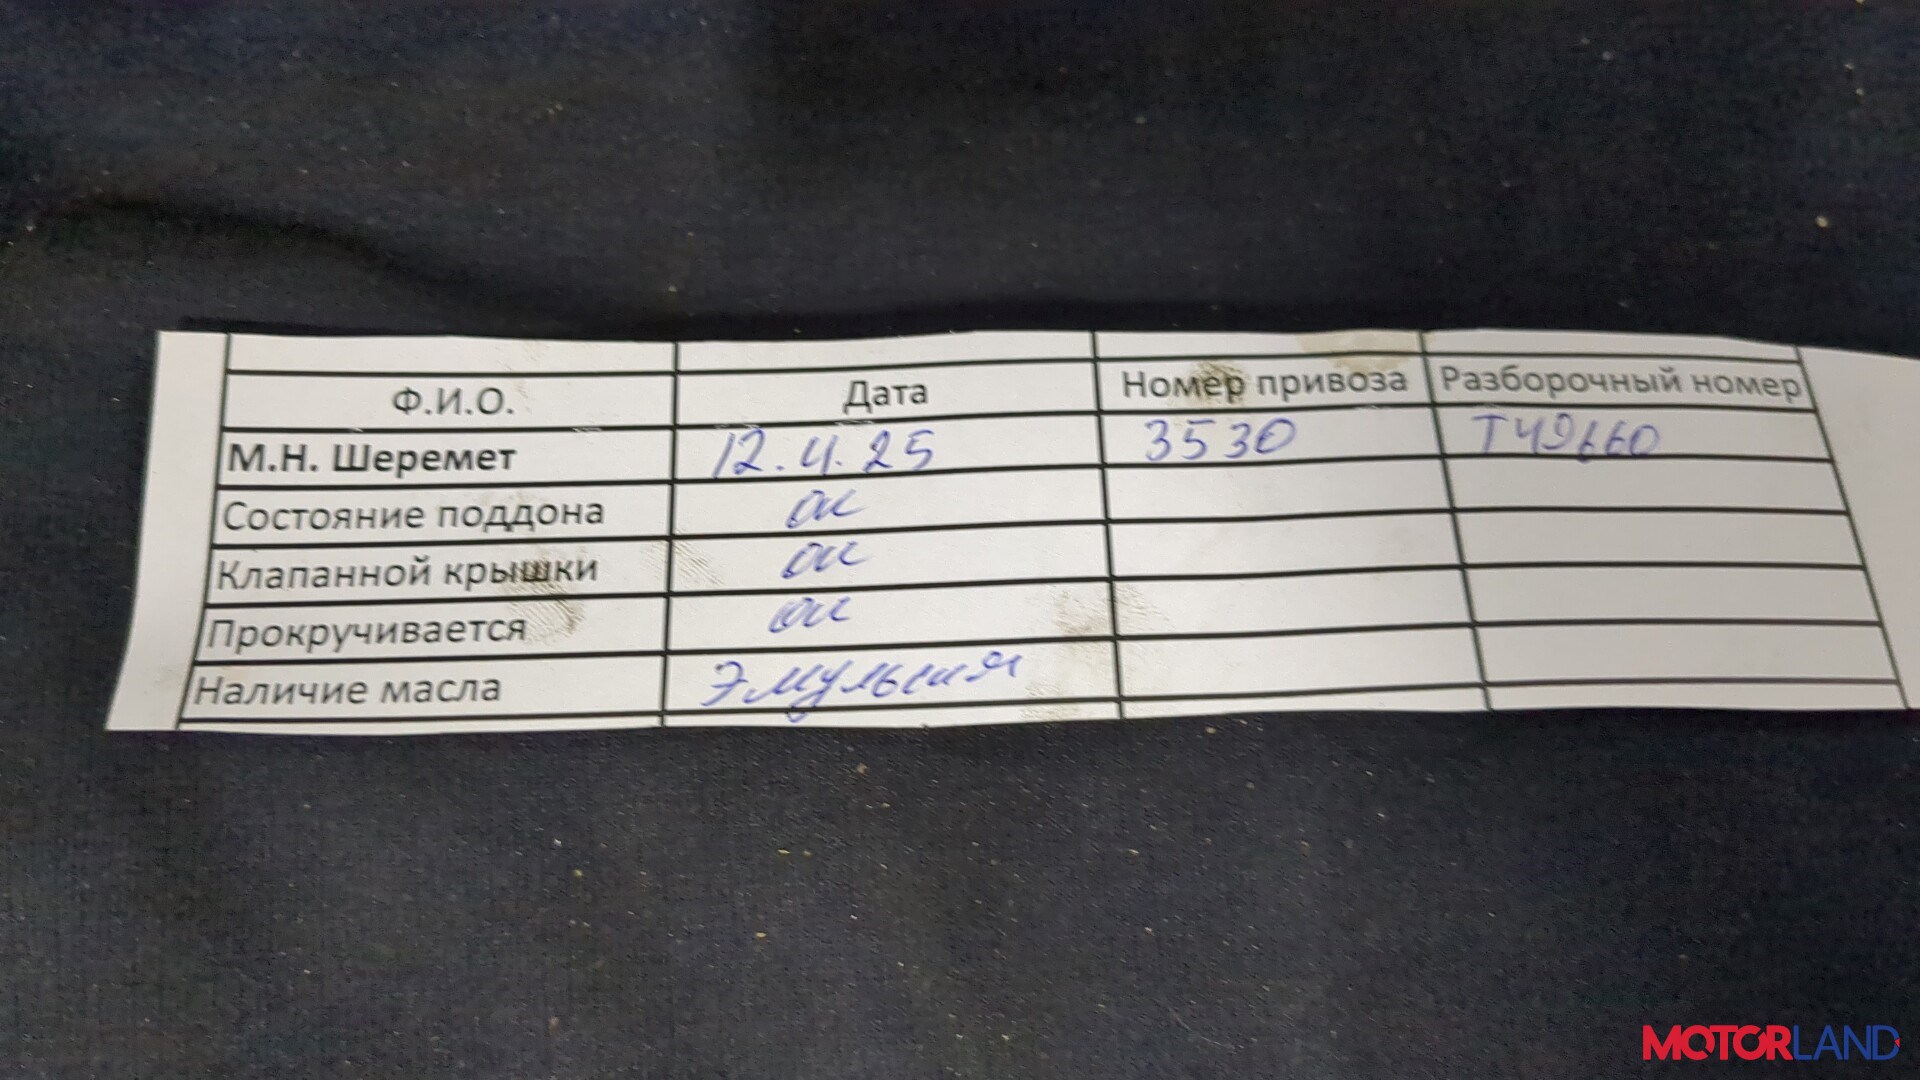 Ф.И.О. Дата Номер привоза Разборочный номер
М.Н. Шеремет 12.4.25 3530 Т49660
Состояние поддона ок
Клапанной крышки ок
Прокручивается ок
Наличие масла Эмульсия
MOTORLAND